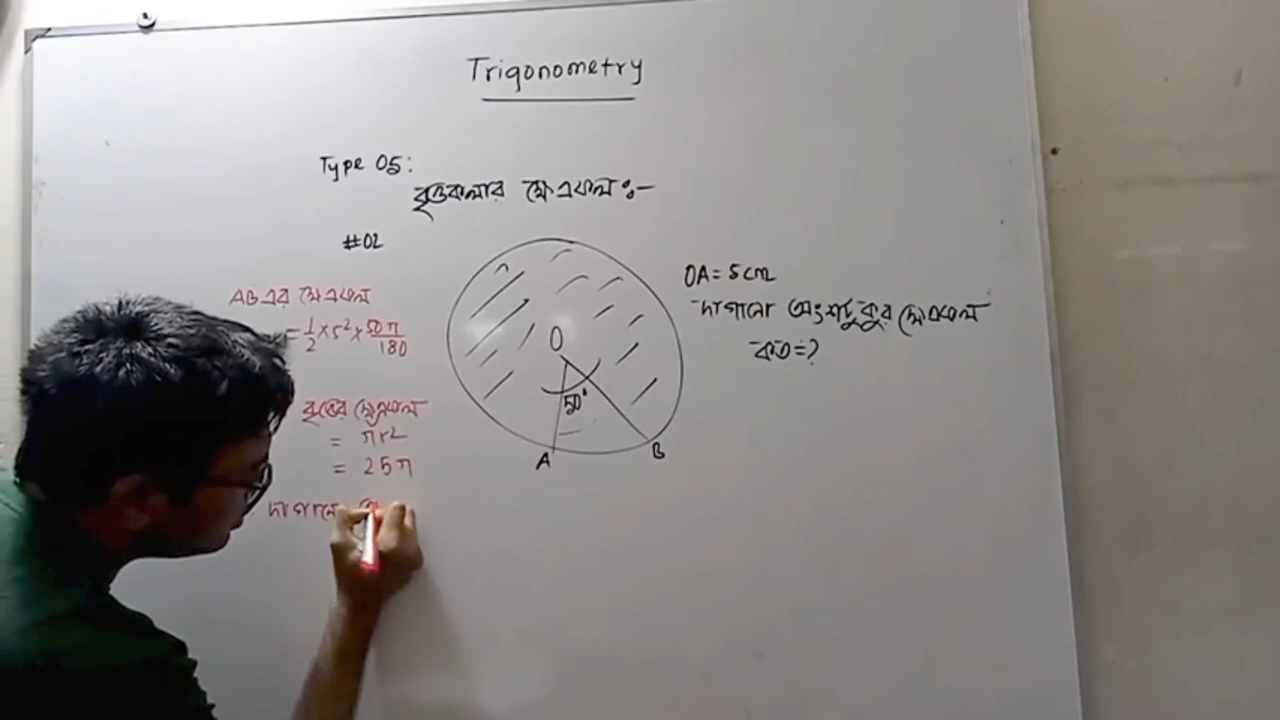 Trigonometry
Type 05:
বৃত্তকলার ক্ষেত্রফল :-
#02
AB এর ক্ষেত্রফল
= 1/2 × 5² × 50π/180
বৃত্তের ক্ষেত্রফল
= πr²
= 25π
দাগানো
O
50°
A
B
OA = 5cm
দাগানো অংশটুকুর ক্ষেত্রফল
কত = ?